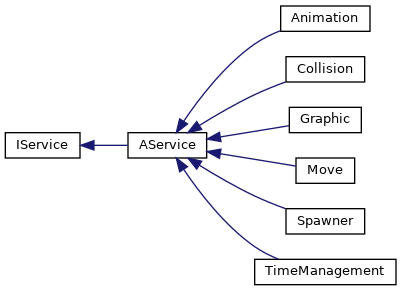 Animation
Collision
Graphic
IService
AService
Move
Spawner
TimeManagement